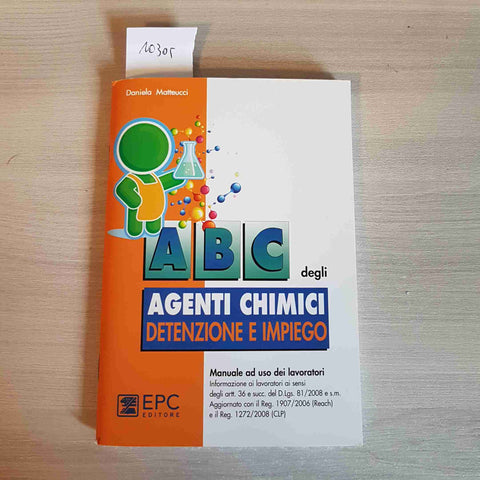 10305
Daniela Matteucci
ABC
degli
AGENTI CHIMICI
DETENZIONE E IMPIEGO
Manuale ad uso dei lavoratori
Informazione ai lavoratori ai sensi
degli artt. 36 e succ. del D.Lgs. 81/2008 e s.m.
Aggiornato con il Reg. 1907/2006 (Reach)
e il Reg. 1272/2008 (CLP)
EPC
EDITORE